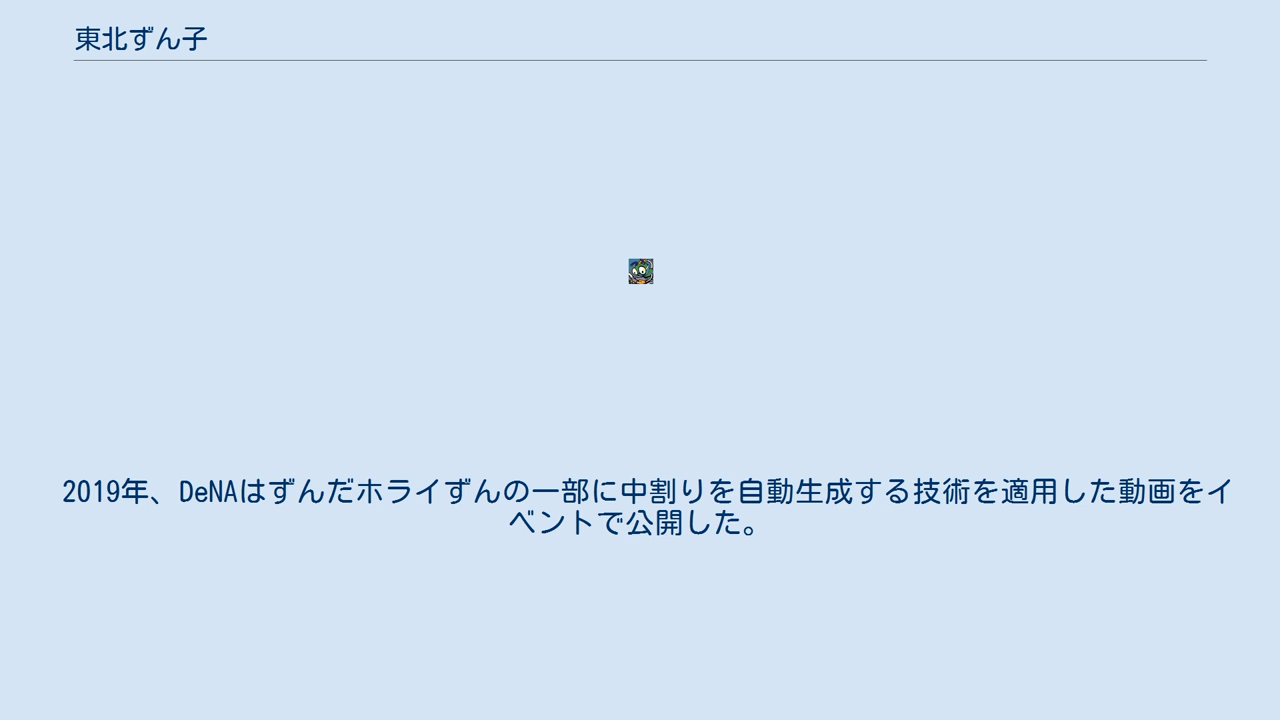 東北ずん子
2019年、DeNAはずんだホライずんの一部に中割りを自動生成する技術を適用した動画をイ
ベントで公開した。